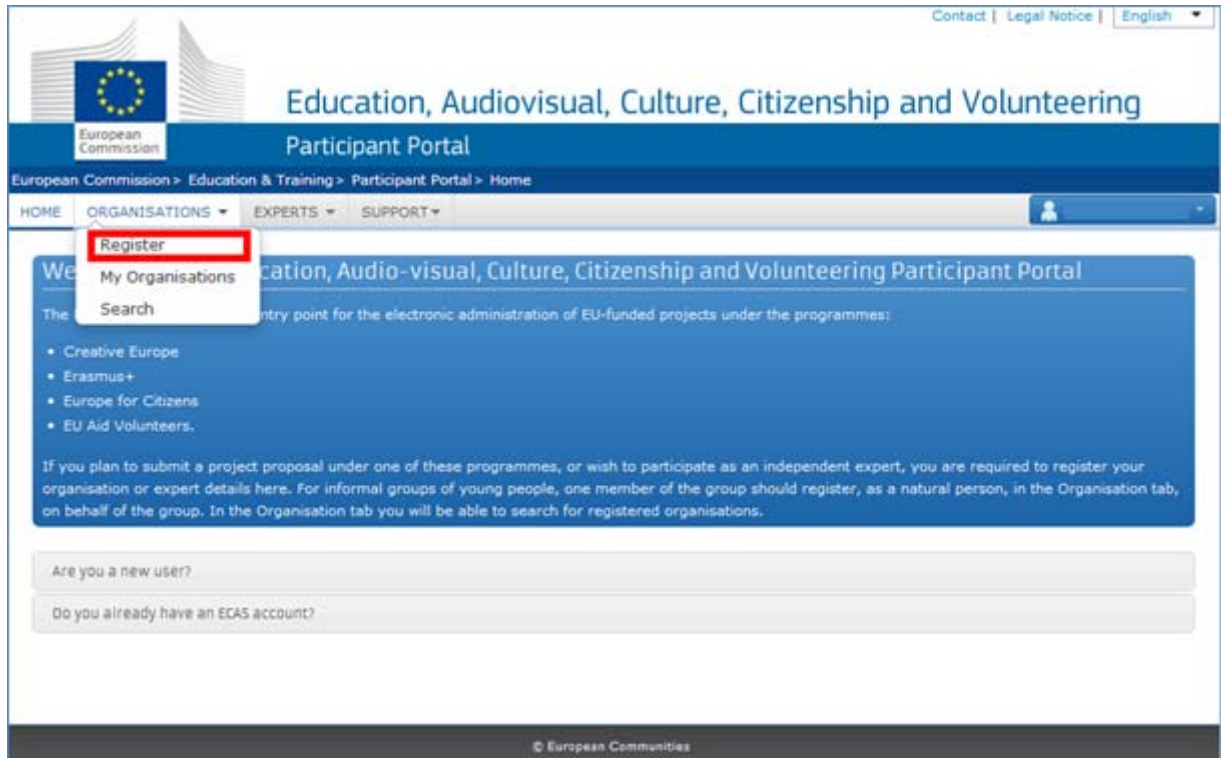 Contact | Legal Notice | English
Education, Audiovisual, Culture, Citizenship and Volunteering
European
Commission
Participant Portal
European Commission > Education & Training > Participant Portal > Home
HOME ORGANISATIONS EXPERTS SUPPORT
Register
My Organisations
Search
We cation, Audio-visual, Culture, Citizenship and Volunteering Participant Portal
The ntry point for the electronic administration of EU-funded projects under the programmes:
• Creative Europe
• Erasmus+
• Europe for Citizens
• EU Aid Volunteers.
If you plan to submit a project proposal under one of these programmes, or wish to participate as an independent expert, you are required to register your
organisation or expert details here. For informal groups of young people, one member of the group should register, as a natural person, in the Organisation tab,
on behalf of the group. In the Organisation tab you will be able to search for registered organisations.
Are you a new user?
Do you already have an ECAS account?
© European Communities